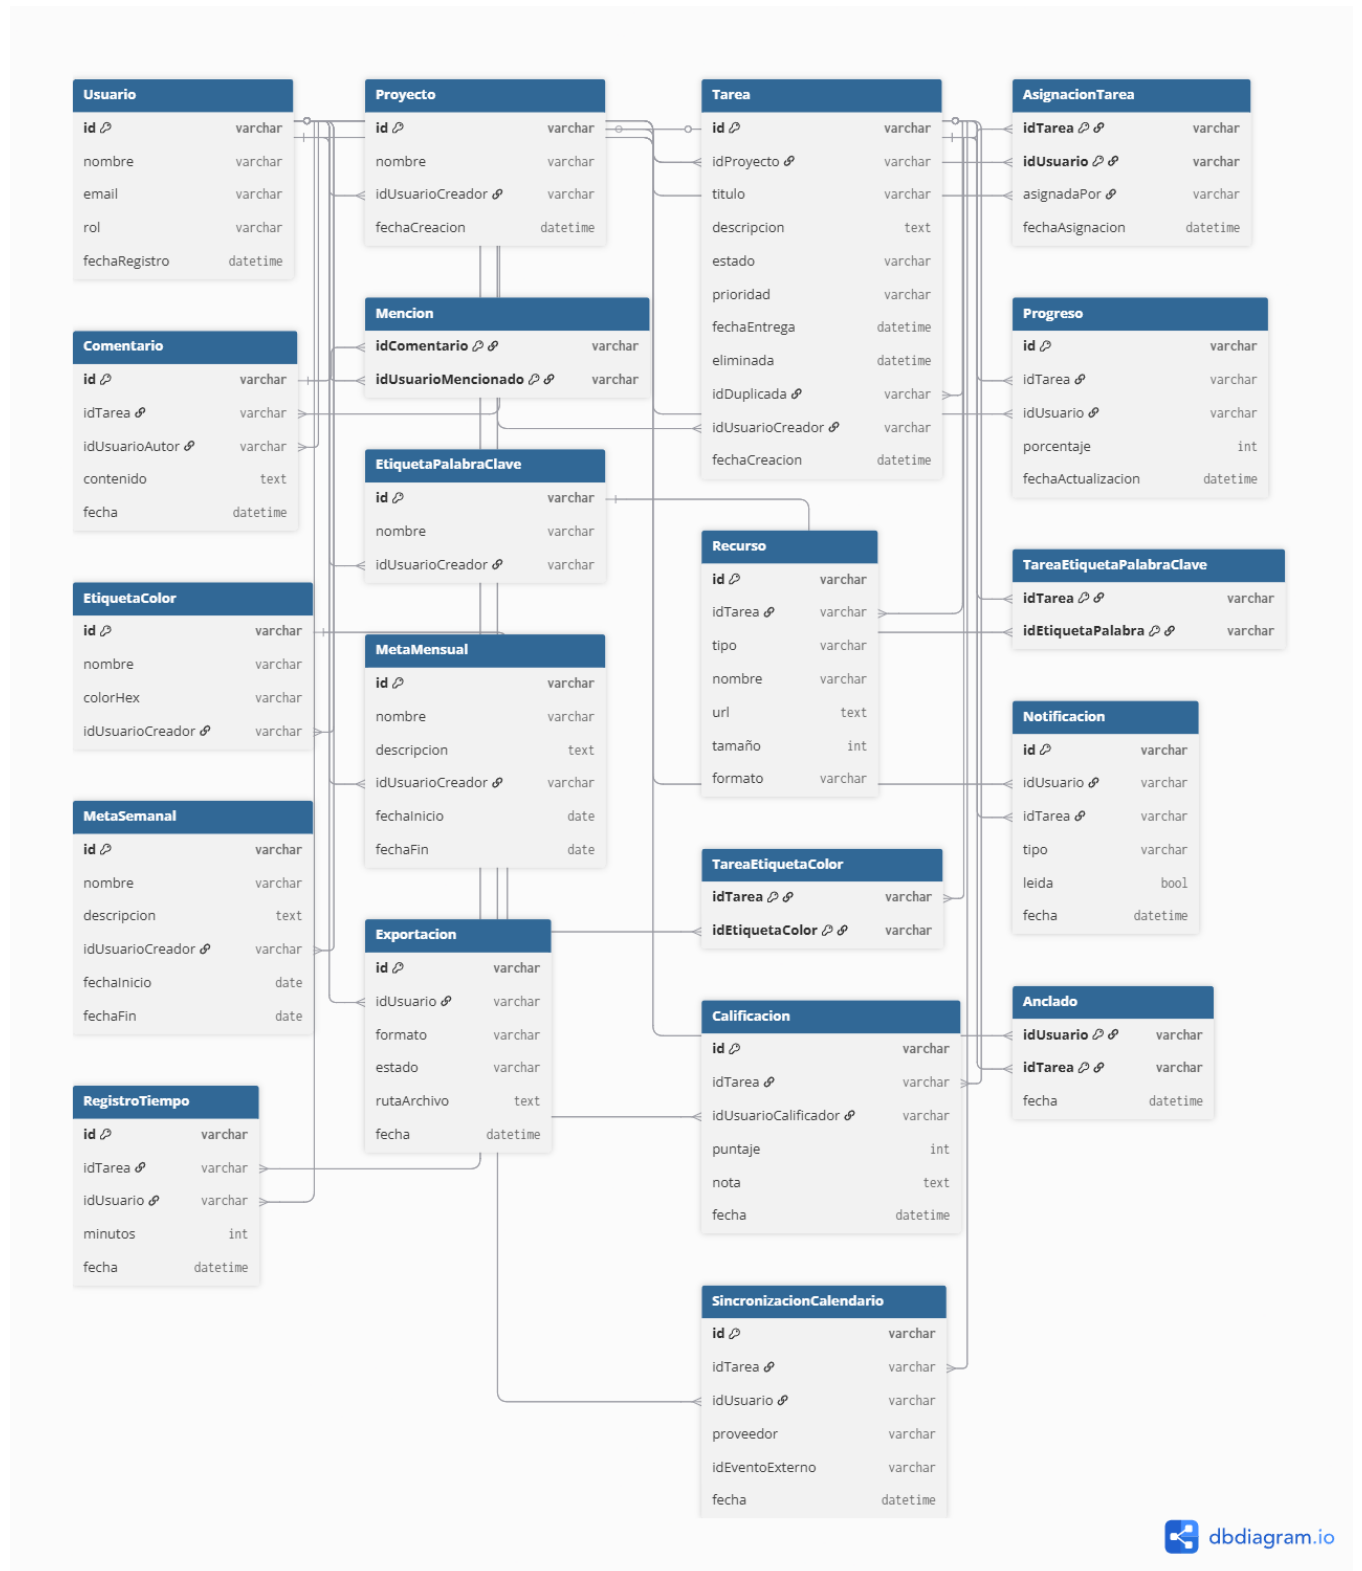 Usuario
id varchar
nombre varchar
email varchar
rol varchar
fechaRegistro datetime
Proyecto
id varchar
nombre varchar
idUsuarioCreador varchar
fechaCreacion datetime
Tarea
id varchar
idProyecto varchar
titulo varchar
descripcion text
estado varchar
prioridad varchar
fechaEntrega datetime
eliminada datetime
idDuplicada varchar
idUsuarioCreador varchar
fechaCreacion datetime
AsignacionTarea
idTarea varchar
idUsuario varchar
asignadaPor varchar
fechaAsignacion datetime
Comentario
id varchar
idTarea varchar
idUsuarioAutor varchar
contenido text
fecha datetime
Mencion
idComentario varchar
idUsuarioMencionado varchar
Progreso
id varchar
idTarea varchar
idUsuario varchar
porcentaje int
fechaActualizacion datetime
EtiquetaPalabraClave
id varchar
nombre varchar
idUsuarioCreador varchar
Recurso
id varchar
idTarea varchar
tipo varchar
nombre varchar
url text
tamaño int
formato varchar
TareaEtiquetaPalabraClave
idTarea varchar
idEtiquetaPalabra varchar
EtiquetaColor
id varchar
nombre varchar
colorHex varchar
idUsuarioCreador varchar
MetaMensual
id varchar
nombre varchar
descripcion text
idUsuarioCreador varchar
fechaInicio date
fechaFin date
Notificacion
id varchar
idUsuario varchar
idTarea varchar
tipo varchar
leida bool
fecha datetime
MetaSemanal
id varchar
nombre varchar
descripcion text
idUsuarioCreador varchar
fechaInicio date
fechaFin date
TareaEtiquetaColor
idTarea varchar
idEtiquetaColor varchar
Exportacion
id varchar
idUsuario varchar
formato varchar
estado varchar
rutaArchivo text
fecha datetime
Calificacion
id varchar
idTarea varchar
idUsuarioCalificador varchar
puntaje int
nota text
fecha datetime
Anclado
idUsuario varchar
idTarea varchar
fecha datetime
RegistroTiempo
id varchar
idTarea varchar
idUsuario varchar
minutos int
fecha datetime
SincronizacionCalendario
id varchar
idTarea varchar
idUsuario varchar
proveedor varchar
idEventoExterno varchar
fecha datetime
dbdiagram.io